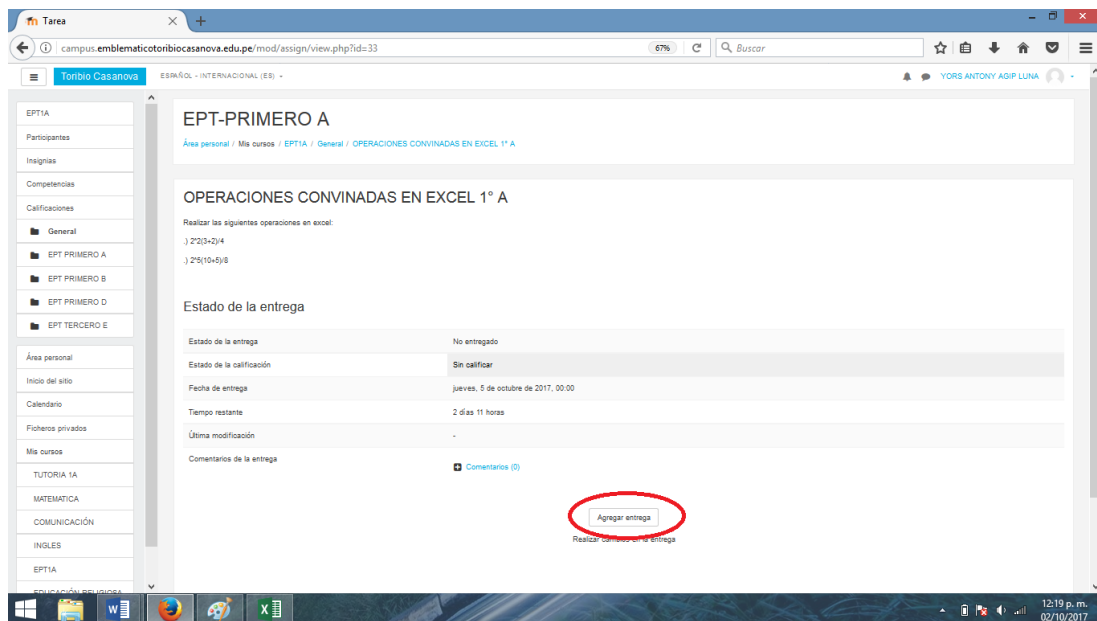 Tarea
campus.emblematicotoribiocasanova.edu.pe/mod/assign/view.php?id=33
67%
Buscar
Toribio Casanova
ESPAÑOL - INTERNACIONAL (ES)
YORS ANTONY AGIP LUNA
EPT1A
Participantes
Insignias
Competencias
Calificaciones
General
EPT PRIMERO A
EPT PRIMERO B
EPT PRIMERO D
EPT TERCERO E
Área personal
Inicio del sitio
Calendario
Ficheros privados
Mis cursos
TUTORIA 1A
MATEMATICA
COMUNICACIÓN
INGLES
EPT1A
EDUCACIÓN RELIGIOSA
EPT-PRIMERO A
Área personal / Mis cursos / EPT1A / General / OPERACIONES CONVINADAS EN EXCEL 1° A
OPERACIONES CONVINADAS EN EXCEL 1° A
Realizar las siguientes operaciones en excel:
.) 2*2(3+2)/4
.) 2*5(10+5)/8
Estado de la entrega
Estado de la entrega No entregado
Estado de la calificación Sin calificar
Fecha de entrega jueves, 5 de octubre de 2017, 00:00
Tiempo restante 2 días 11 horas
Última modificación -
Comentarios de la entrega Comentarios (0)
Agregar entrega
Realizar cambios en la entrega
12:19 p. m.
02/10/2017